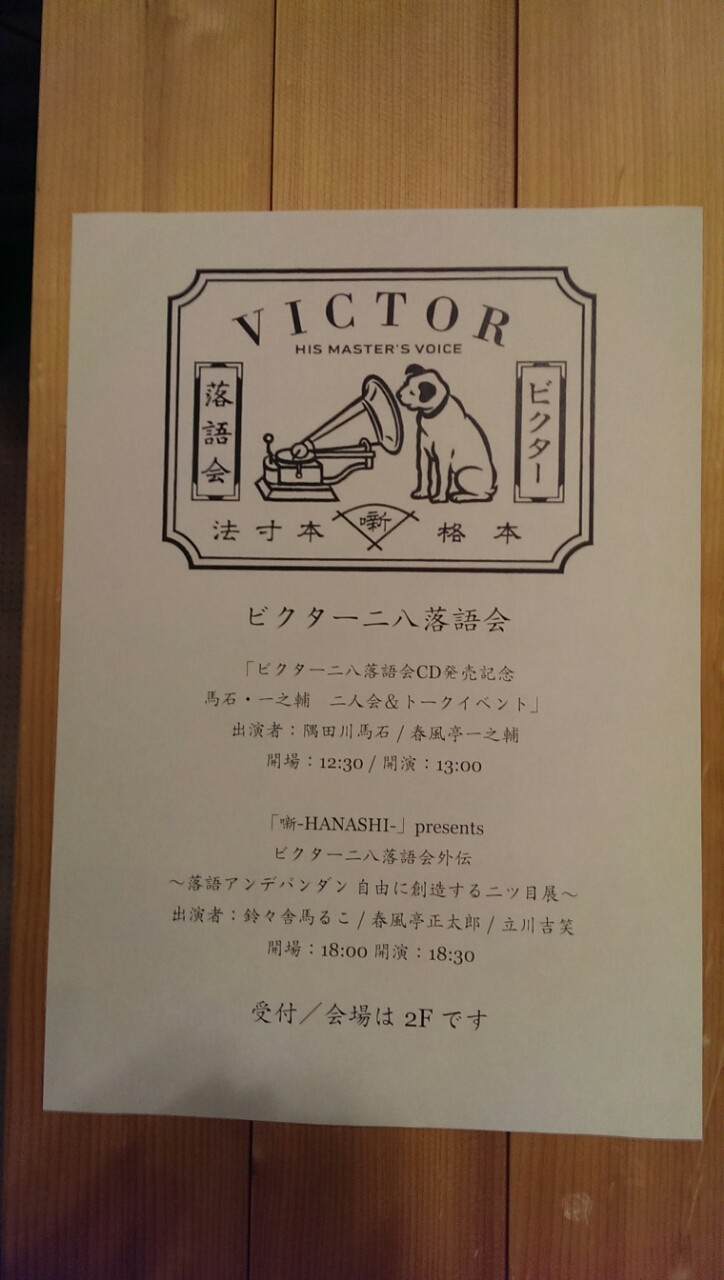 VICTOR
HIS MASTER'S VOICE
落語会
ビクター
法寸本
噺
格本
ビクター二八落語会
「ビクター二八落語会CD発売記念
馬石・一之輔 二人会＆トークイベント」
出演者：隅田川馬石 / 春風亭一之輔
開場：12:30 / 開演：13:00
「噺-HANASHI-」presents
ビクター二八落語会外伝
～落語アンデパンダン 自由に創造する二ツ目展～
出演者：鈴々舎馬るこ / 春風亭正太郎 / 立川吉笑
開場：18:00 開演：18:30
受付／会場は 2F です